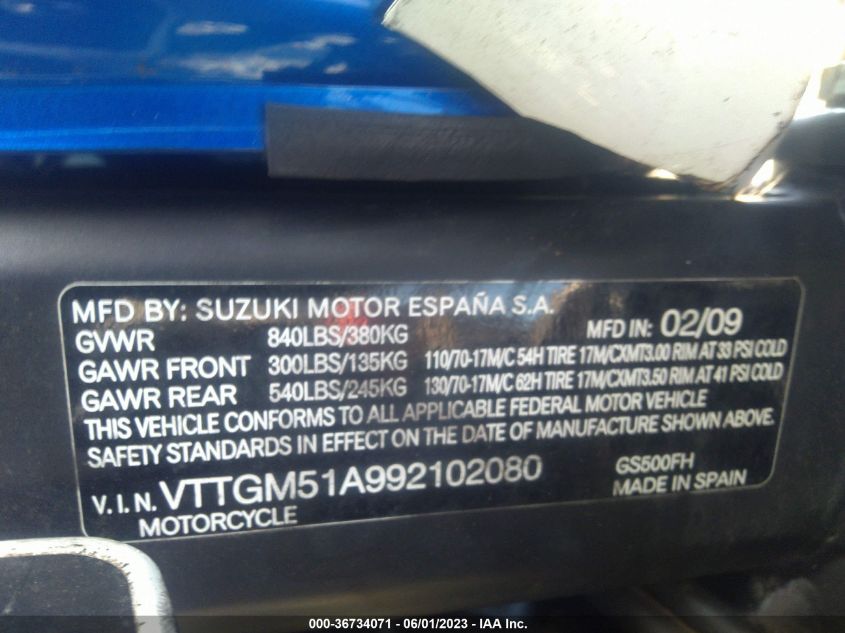 MFD BY: SUZUKI MOTOR ESPAÑA S.A.
GVWR 840LBS/380KG MFD IN: 02/09
GAWR FRONT 300LBS/135KG 110/70-17M/C 54H TIRE 17M/CXMT3.00 RIM AT 33 PSI COLD
GAWR REAR 540LBS/245KG 130/70-17M/C 62H TIRE 17M/CXMT3.50 RIM AT 41 PSI COLD
THIS VEHICLE CONFORMS TO ALL APPLICABLE FEDERAL MOTOR VEHICLE
SAFETY STANDARDS IN EFFECT ON THE DATE OF MANUFACTURE SHOWN ABOVE.
V.I.N. VTTGM51A992102080 GS500FH
MOTORCYCLE MADE IN SPAIN
000-36734071 - 06/01/2023 - IAA Inc.